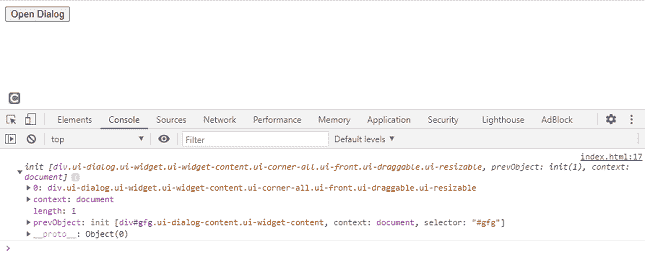 Open Dialog
Elements Console Sources Network Performance Memory Application Security Lighthouse AdBlock
top Filter Default levels
index.html:17
init [div.ui-dialog.ui-widget.ui-widget-content.ui-corner-all.ui-front.ui-draggable.ui-resizable, prevObject: init(1), context:
document]
0: div.ui-dialog.ui-widget.ui-widget-content.ui-corner-all.ui-front.ui-draggable.ui-resizable
context: document
length: 1
prevObject: init [div#gfg.ui-dialog-content.ui-widget-content, context: document, selector: "#gfg"]
__proto__: Object(0)